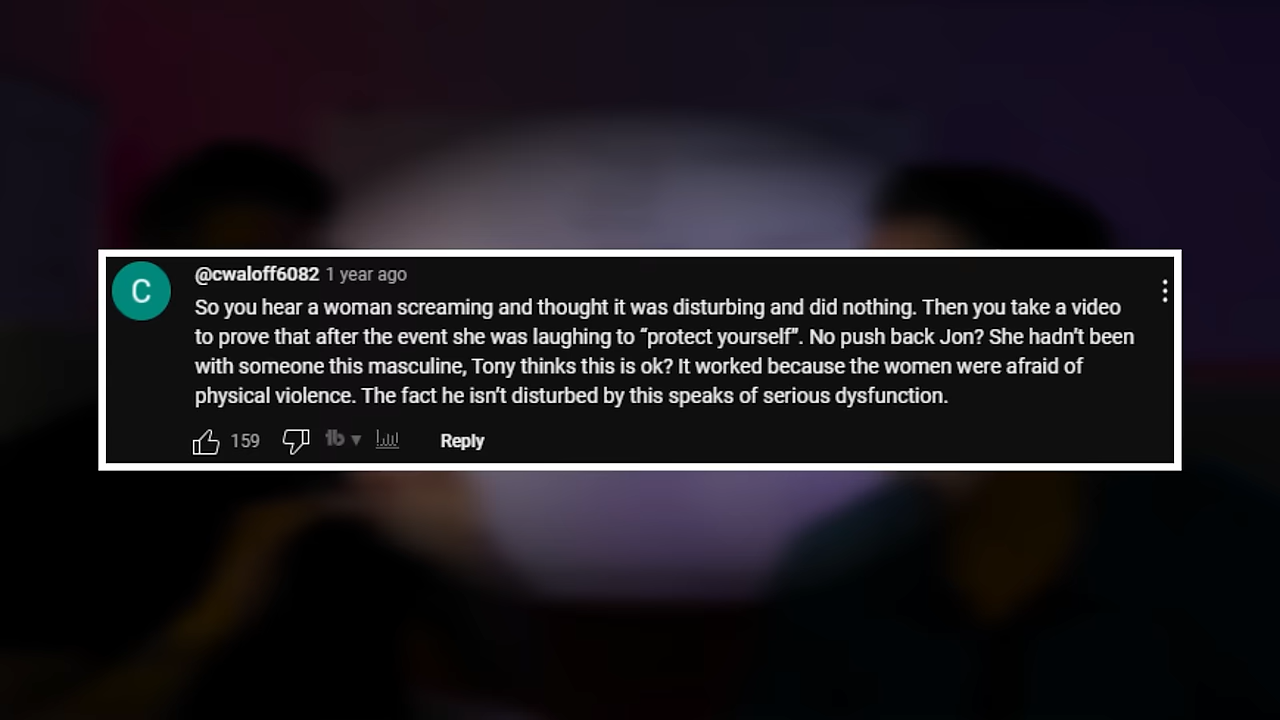 C
@cwaloff6082 1 year ago
So you hear a woman screaming and thought it was disturbing and did nothing. Then you take a video
to prove that after the event she was laughing to “protect yourself”. No push back Jon? She hadn’t been
with someone this masculine, Tony thinks this is ok? It worked because the women were afraid of
physical violence. The fact he isn’t disturbed by this speaks of serious dysfunction.
159 tb Reply